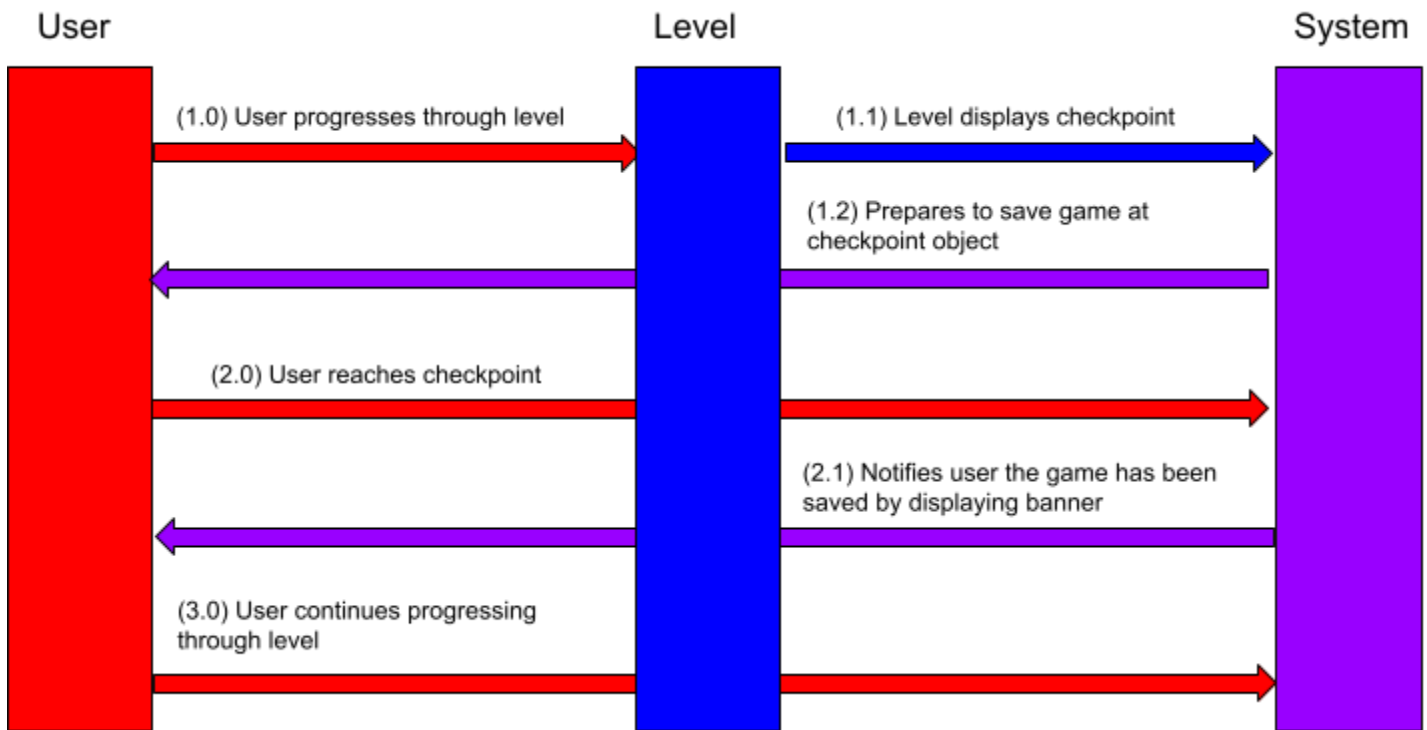 User
Level
System
(1.0) User progresses through level
(1.1) Level displays checkpoint
(1.2) Prepares to save game at
checkpoint object
(2.0) User reaches checkpoint
(2.1) Notifies user the game has been
saved by displaying banner
(3.0) User continues progressing
through level